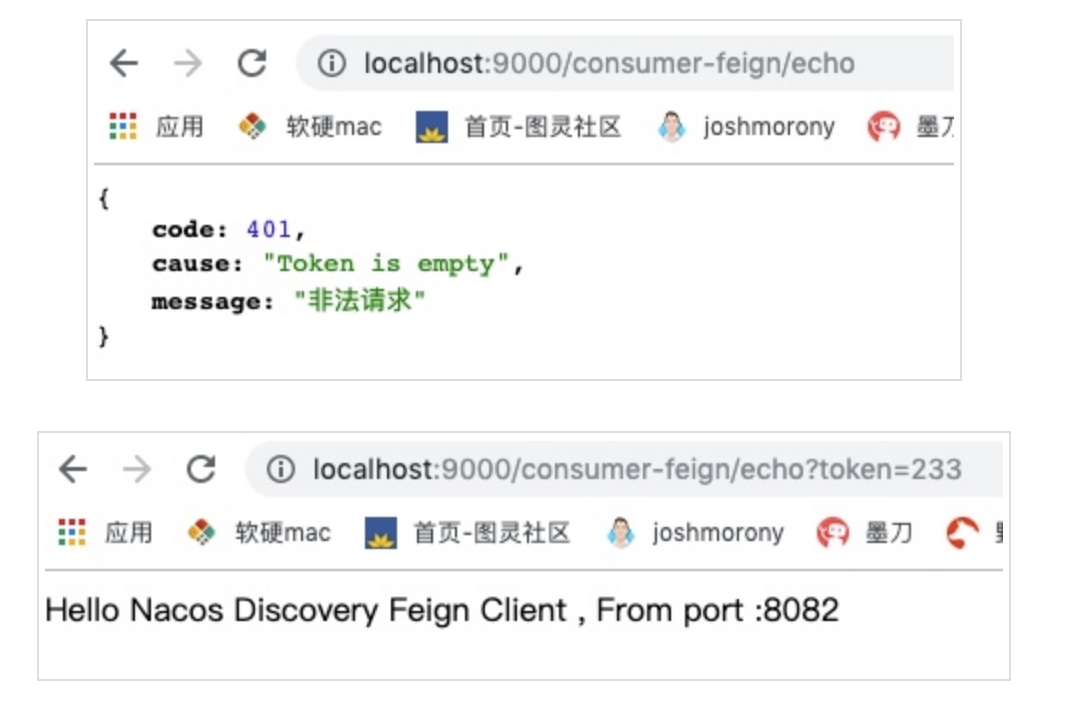 localhost:9000/consumer-feign/echo
应用 软硬mac 首页-图灵社区 joshmorony 墨刀
{
code: 401,
cause: "Token is empty",
message: "非法请求"
}
localhost:9000/consumer-feign/echo?token=233
应用 软硬mac 首页-图灵社区 joshmorony 墨刀
Hello Nacos Discovery Feign Client , From port :8082